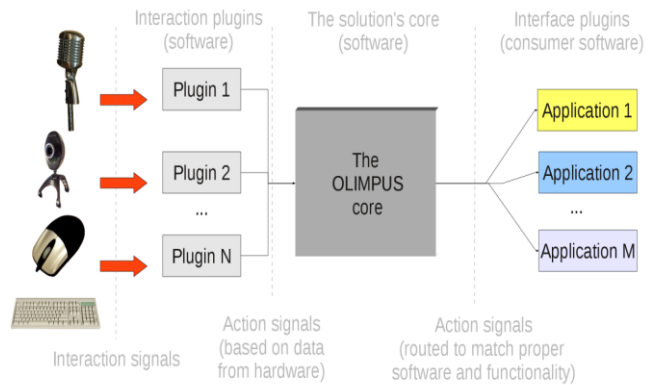 Interaction plugins
(software)
The solution's core
(software)
Interface plugins
(consumer software)
Plugin 1
Plugin 2
...
Plugin N
The
OLIMPUS
core
Application 1
Application 2
...
Application M
Interaction signals
Action signals
(based on data
from hardware)
Action signals
(routed to match proper
software and functionality)